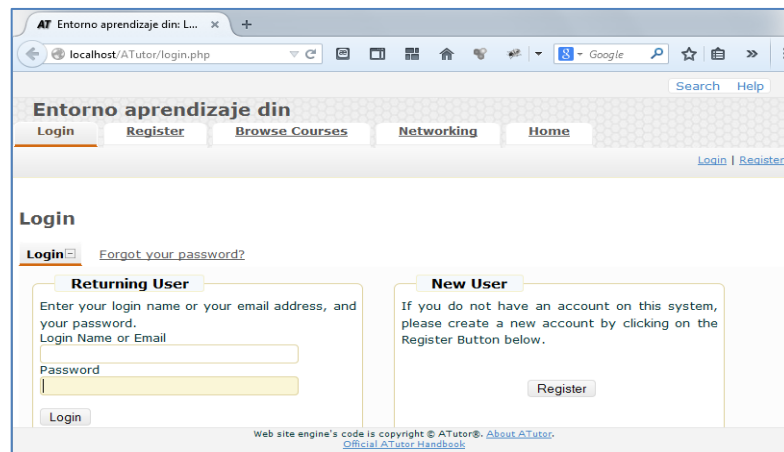 AT Entorno aprendizaje din: L... × +
localhost/ATutor/login.php
8 - Google
»
Search Help
Entorno aprendizaje din
Login Register Browse Courses Networking Home
Login | Register
Login
Login Forgot your password?
Returning User
Enter your login name or your email address, and
your password.
Login Name or Email
Password
Login
New User
If you do not have an account on this system,
please create a new account by clicking on the
Register Button below.
Register
Web site engine's code is copyright © ATutor®. About ATutor.
Official ATutor Handbook